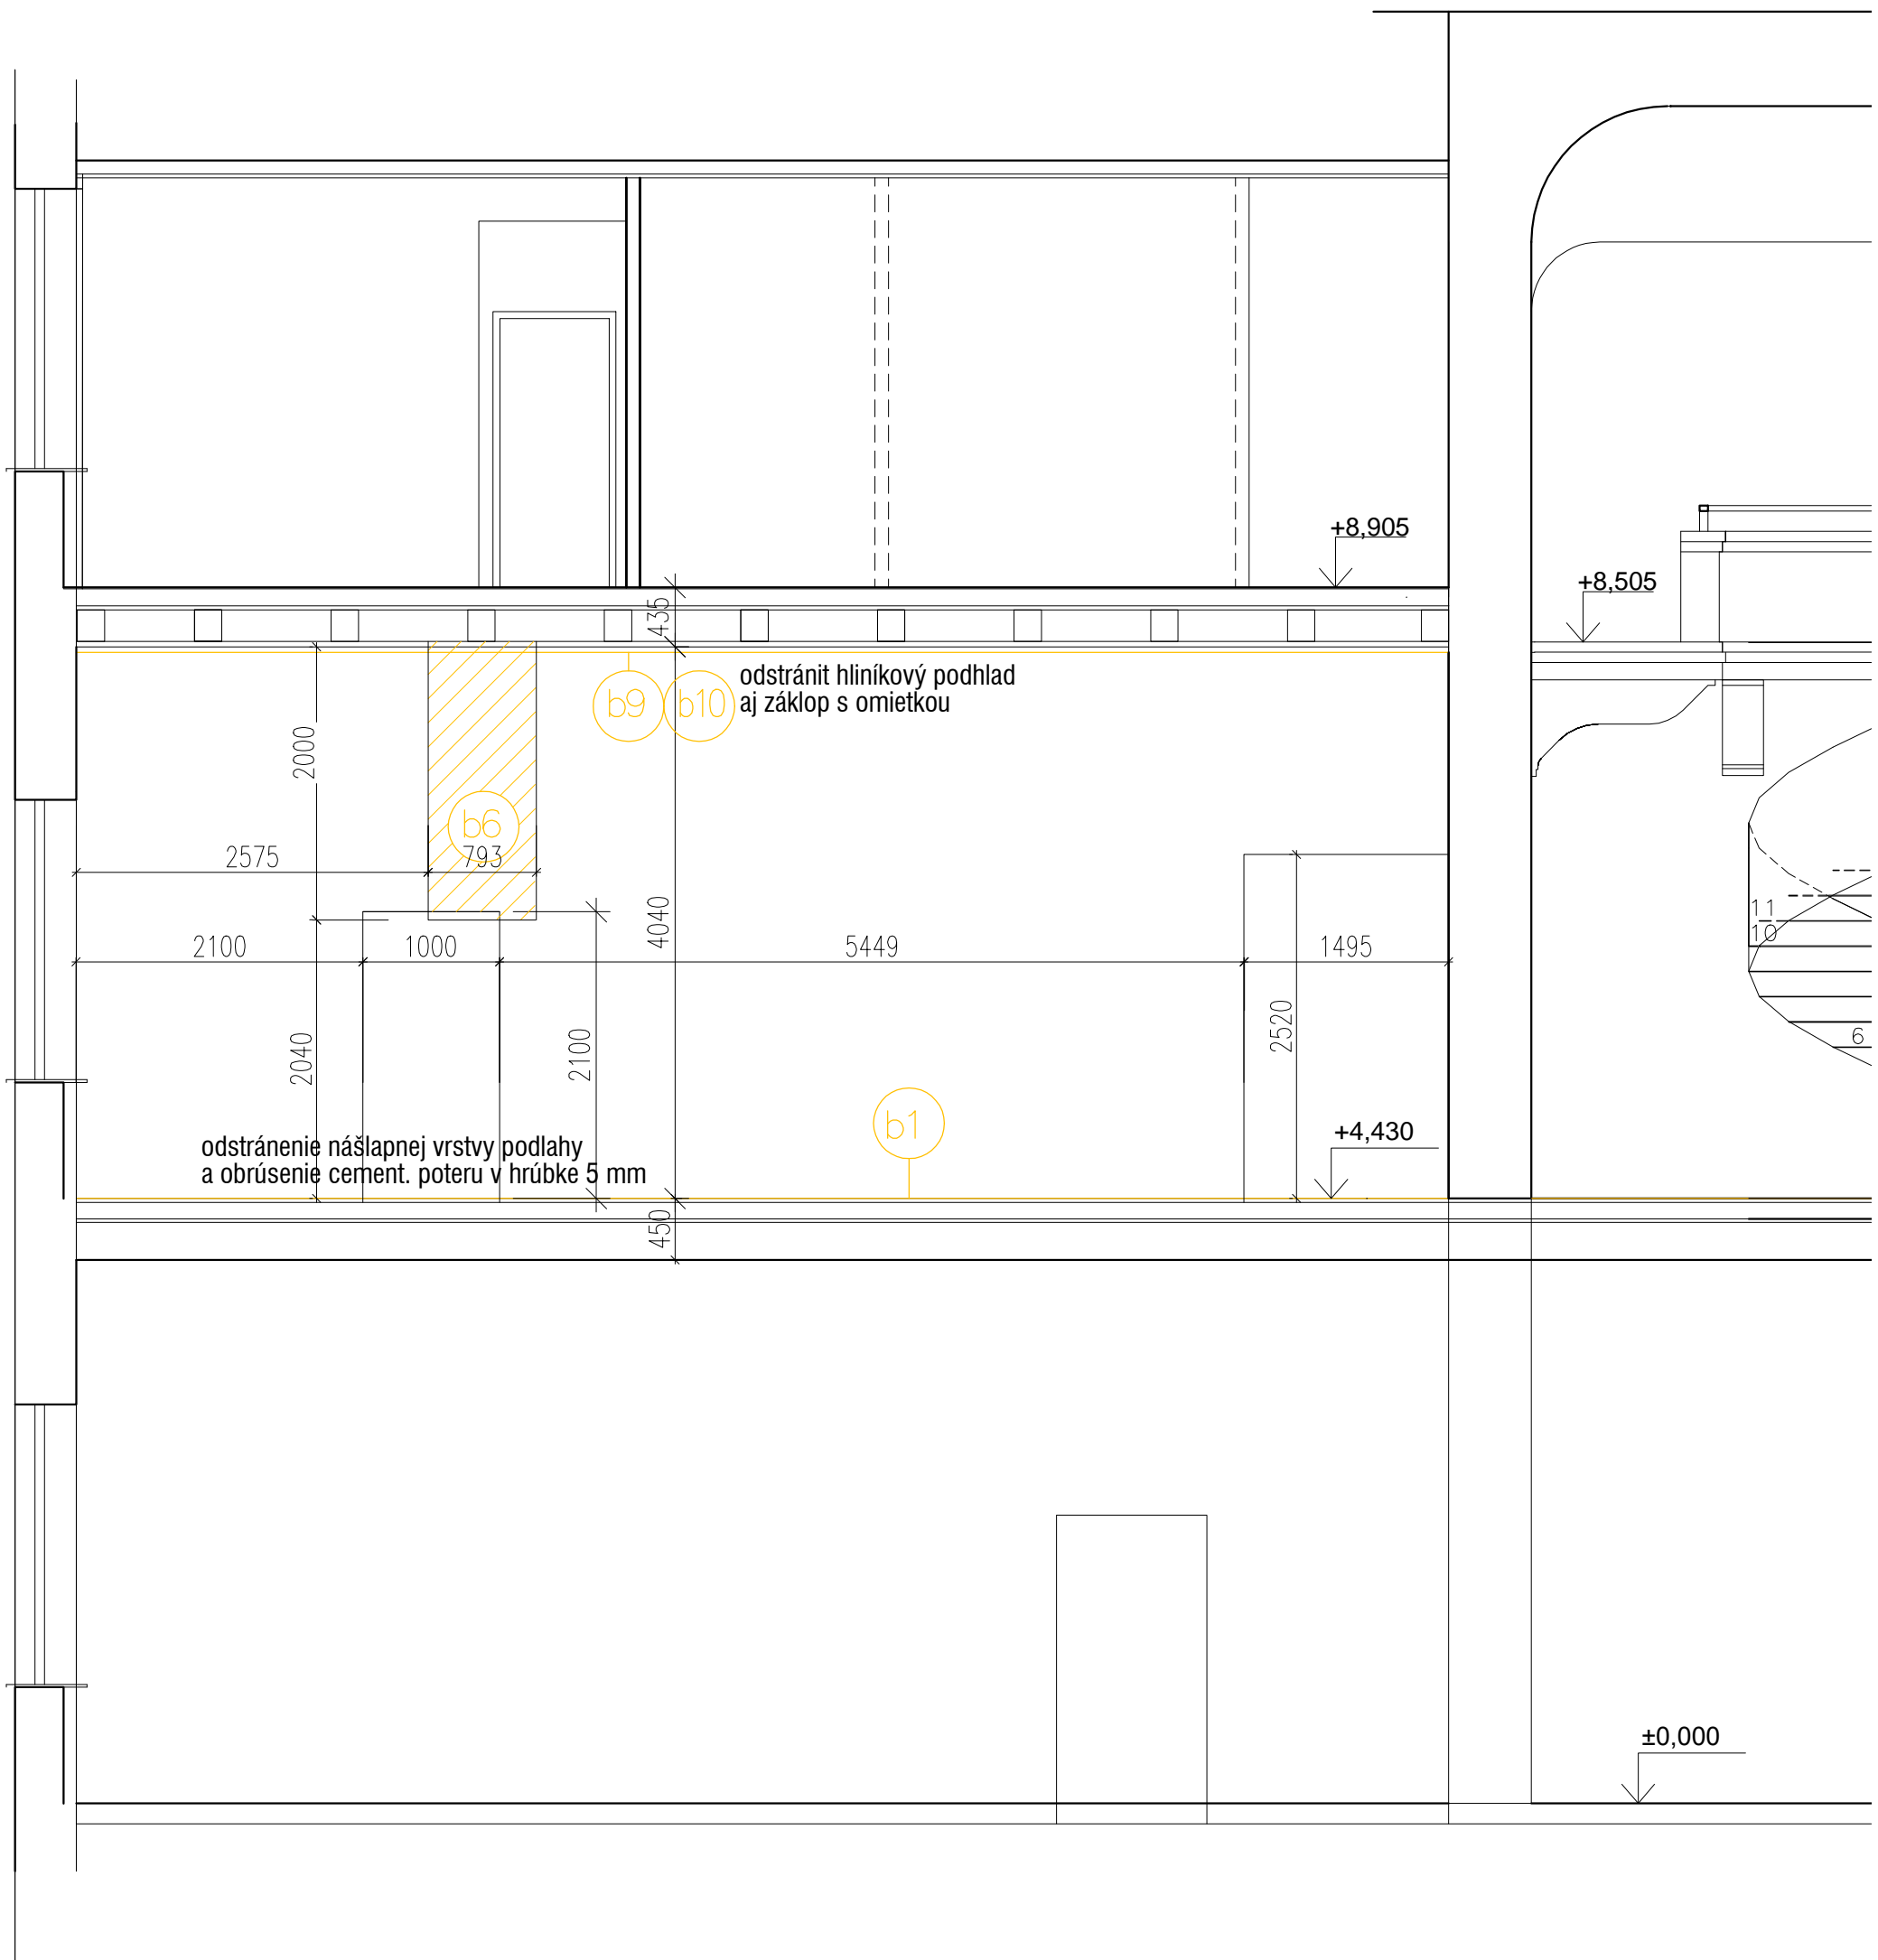 +8,905
+8,505
435
odstránit hliníkový podhlad
aj záklop s omietkou
b9
b10
2000
b6
2575
793
4040
11
10
2100
1000
5449
1495
2520
2040
2100
6
b1
+4,430
odstránenie nášlapnej vrstvy podlahy
a obrúsenie cement. poteru v hrúbke 5 mm
450
±0,000